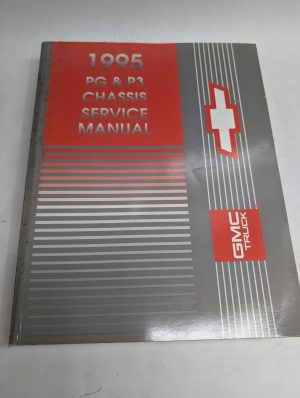 1995
PG & P3
CHASSIS
SERVICE
MANUAL
GMC
TRUCK